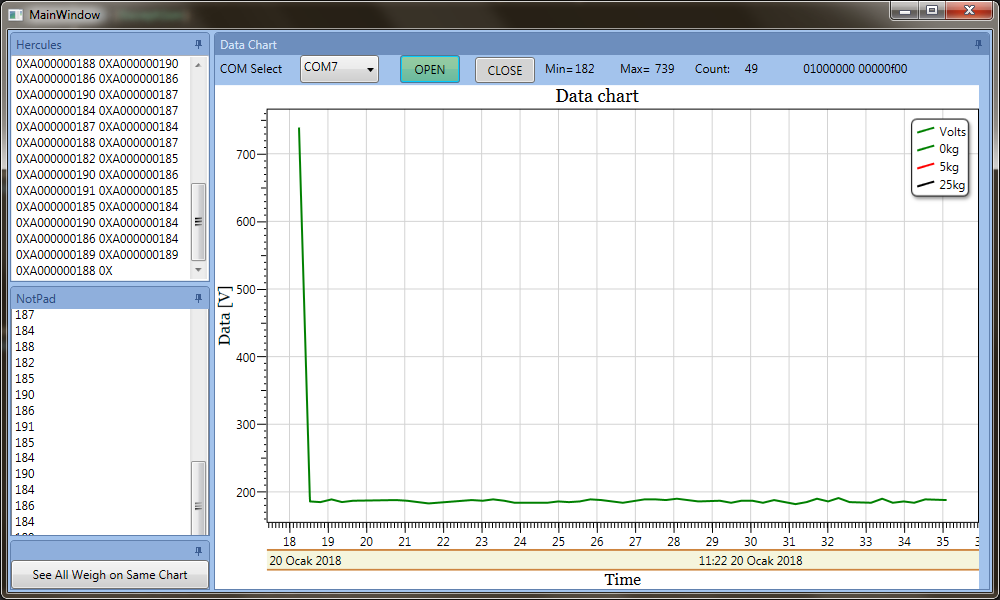 MainWindow
Hercules
0XA000000188 0XA000000190
0XA000000186 0XA000000186
0XA000000190 0XA000000187
0XA000000184 0XA000000187
0XA000000187 0XA000000184
0XA000000188 0XA000000187
0XA000000182 0XA000000185
0XA000000190 0XA000000186
0XA000000191 0XA000000185
0XA000000185 0XA000000184
0XA000000190 0XA000000184
0XA000000186 0XA000000184
0XA000000189 0XA000000189
0XA000000188 0X
NotPad
187
184
188
182
185
190
186
191
185
184
190
184
186
184
See All Weigh on Same Chart
Data Chart
COM Select COM7 OPEN CLOSE Min= 182 Max= 739 Count: 49 01000000 00000f00
Data chart
Volts
0kg
5kg
25kg
Data [V]
700
600
500
400
300
200
18 19 20 21 22 23 24 25 26 27 28 29 30 31 32 33 34 35
20 Ocak 2018 11:22 20 Ocak 2018
Time